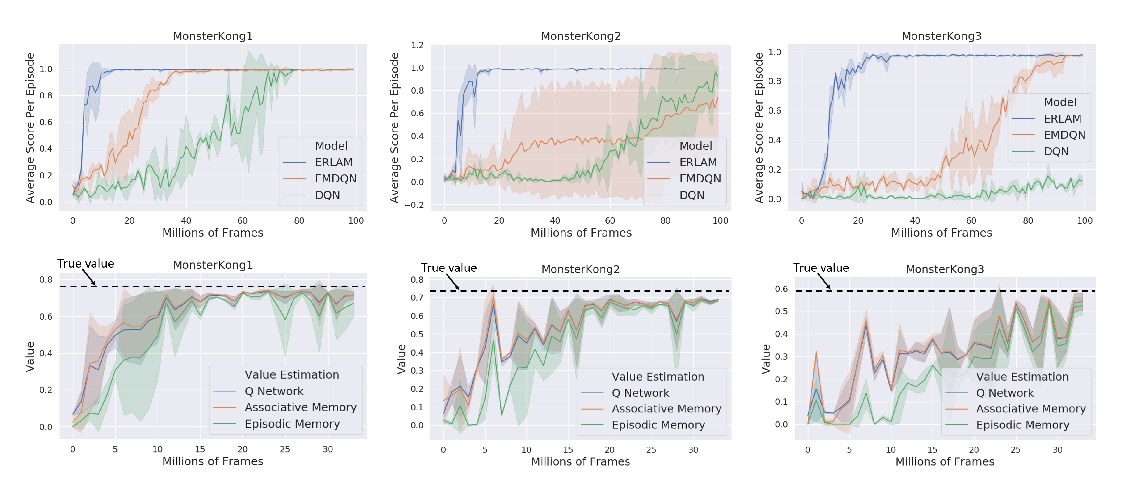 MonsterKong1
Average Score Per Episode
1.0
0.8
0.6
0.4
0.2
0.0
0 20 40 60 80 100
Millions of Frames
Model
ERLAM
EMDQN
DQN
MonsterKong2
Average Score Per Episode
1.2
1.0
0.8
0.6
0.4
0.2
0.0
−0.2
0 20 40 60 80 100
Millions of Frames
Model
ERLAM
EMDQN
DQN
MonsterKong3
Average Score Per Episode
1.0
0.8
0.6
0.4
0.2
0.0
0 20 40 60 80 100
Millions of Frames
Model
ERLAM
EMDQN
DQN
True value
MonsterKong1
Value
0.8
0.6
0.4
0.2
0.0
0 5 10 15 20 25 30
Millions of Frames
Value Estimation
Q Network
Associative Memory
Episodic Memory
True value
MonsterKong2
Value
0.8
0.7
0.6
0.5
0.4
0.3
0.2
0.1
0.0
0 5 10 15 20 25 30
Millions of Frames
Value Estimation
Q Network
Associative Memory
Episodic Memory
True value
MonsterKong3
Value
0.6
0.5
0.4
0.3
0.2
0.1
0.0
0 5 10 15 20 25 30
Millions of Frames
Value Estimation
Q Network
Associative Memory
Episodic Memory